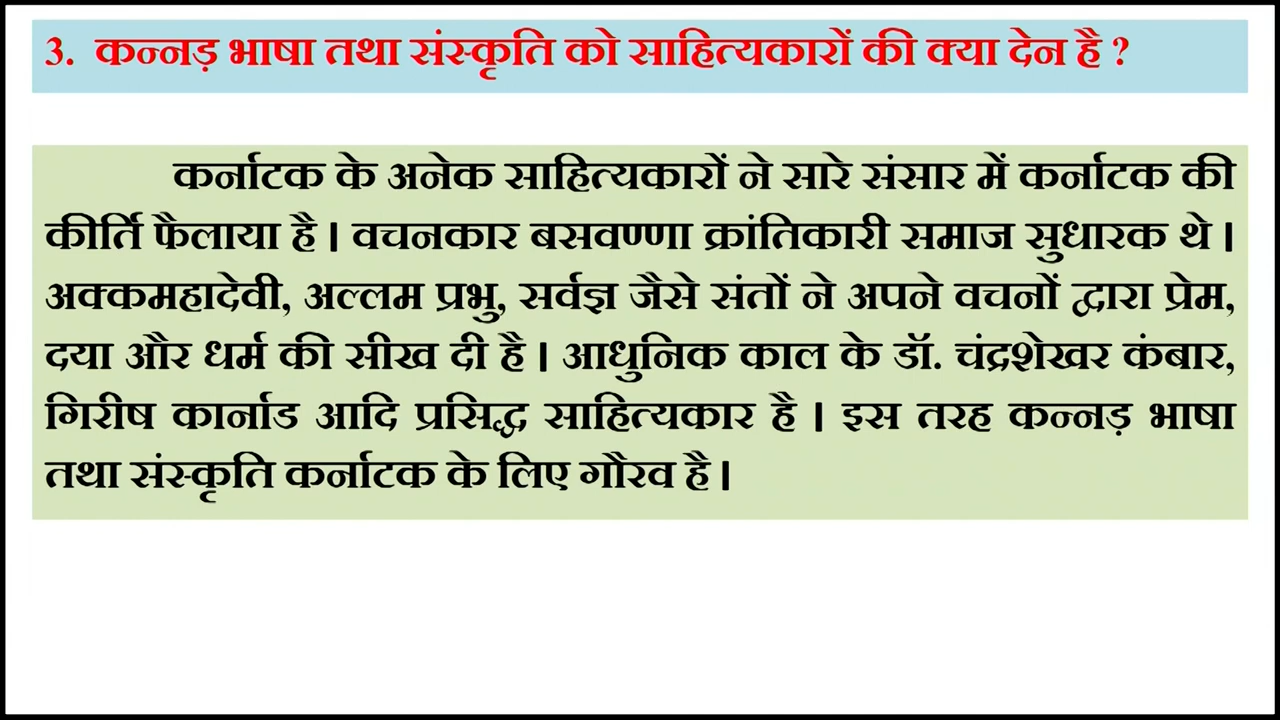 3. कन्नड़ भाषा तथा संस्कृति को साहित्यकारों की क्या देन है ?
कर्नाटक के अनेक साहित्यकारों ने सारे संसार में कर्नाटक की
कीर्ति फैलाया है । वचनकार बसवण्णा क्रांतिकारी समाज सुधारक थे ।
अक्कमहादेवी, अल्लम प्रभु, सर्वज्ञ जैसे संतों ने अपने वचनों द्वारा प्रेम,
दया और धर्म की सीख दी है । आधुनिक काल के डॉ. चंद्रशेखर कंबार,
गिरीष कार्नाड आदि प्रसिद्ध साहित्यकार है । इस तरह कन्नड़ भाषा
तथा संस्कृति कर्नाटक के लिए गौरव है ।